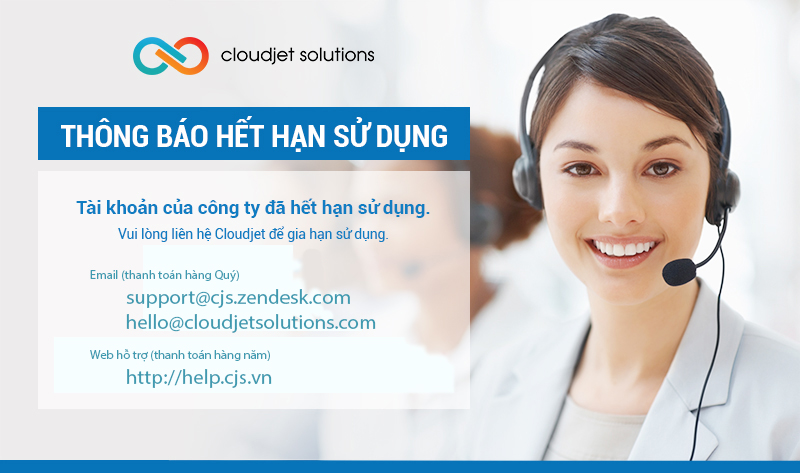 cloudjet solutions
THÔNG BÁO HẾT HẠN SỬ DỤNG
Tài khoản của công ty đã hết hạn sử dụng.
Vui lòng liên hệ Cloudjet để gia hạn sử dụng.
Email (thanh toán hàng Quý)
support@cjs.zendesk.com
hello@cloudjetsolutions.com
Web hỗ trợ (thanh toán hàng năm)
http://help.cjs.vn